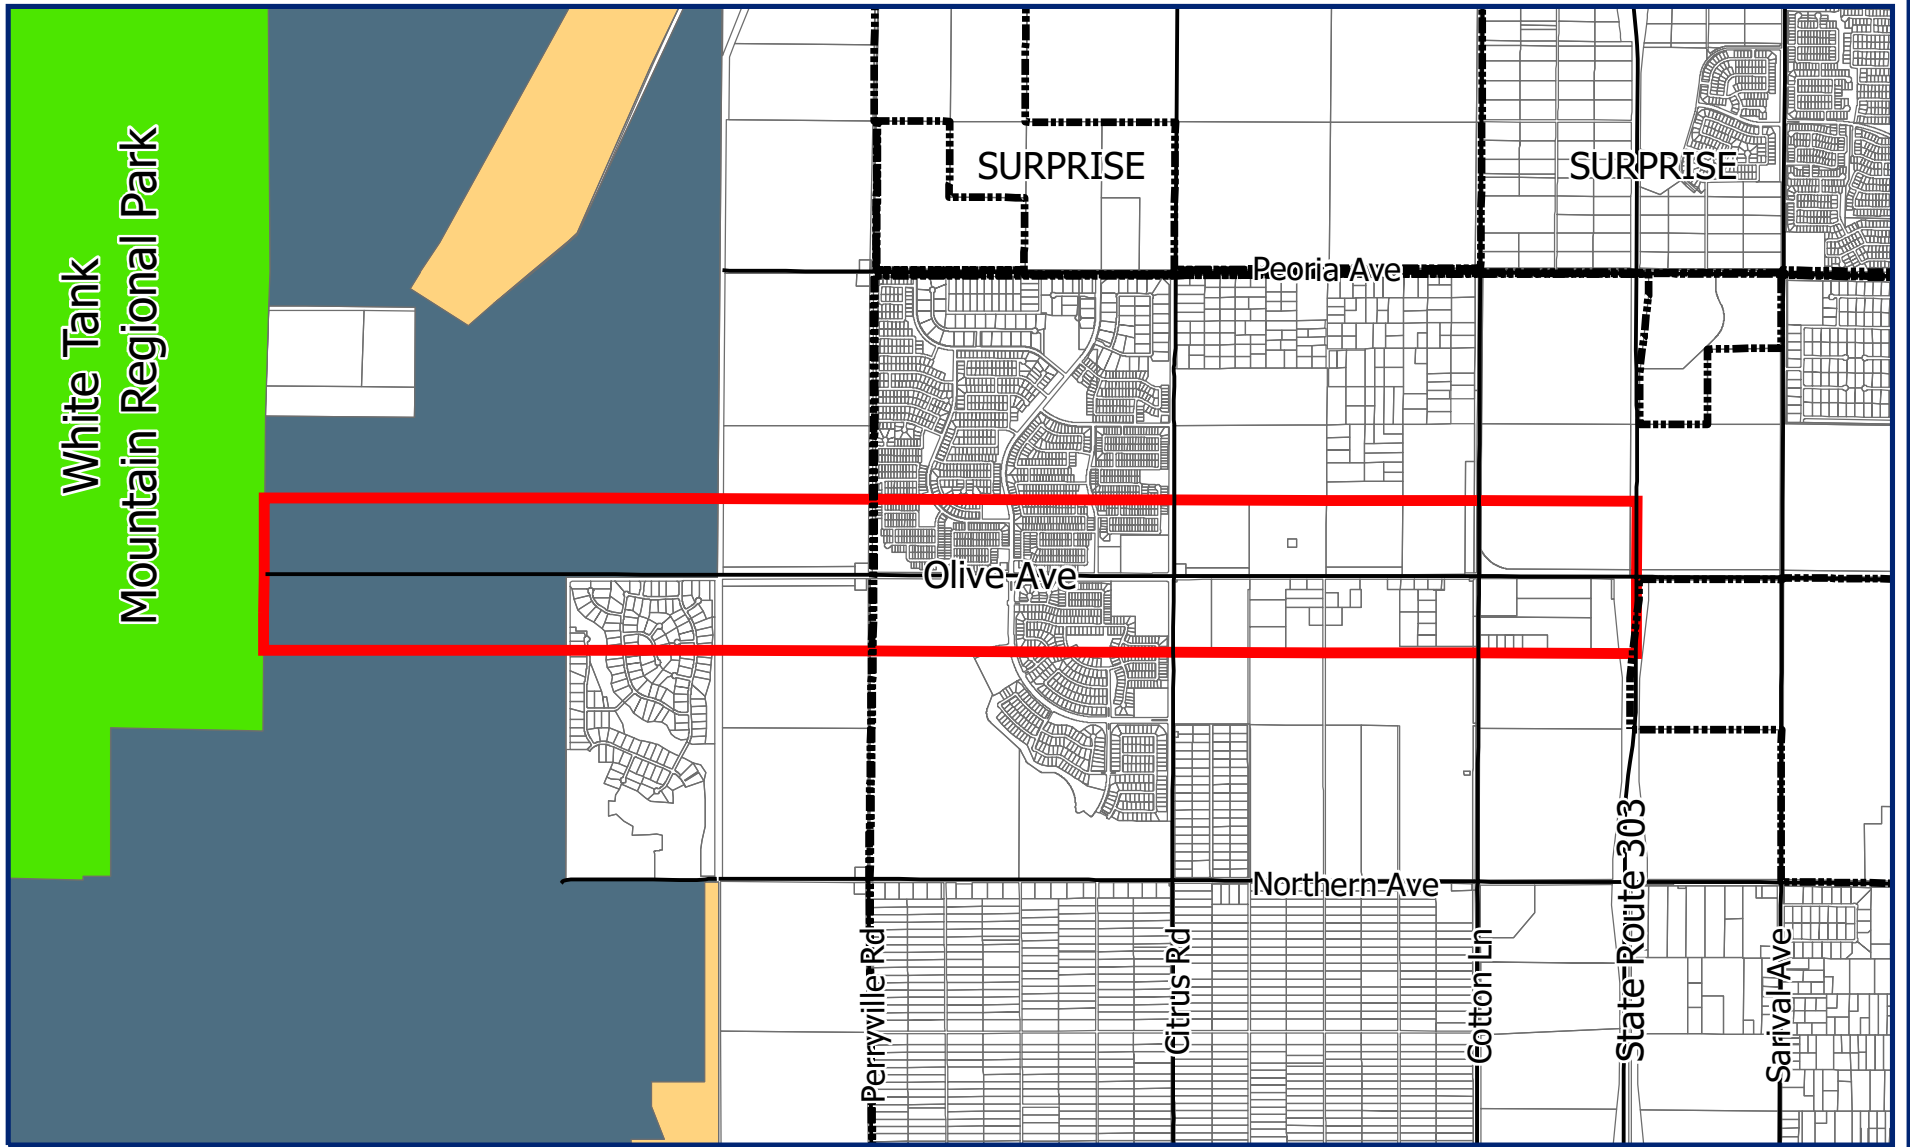 White Tank
Mountain Regional Park
SURPRISE
SURPRISE
Peoria Ave
Olive Ave
Northern Ave
Perryville Rd
Citrus Rd
Cotton Ln
State Route 303
Sarival Ave